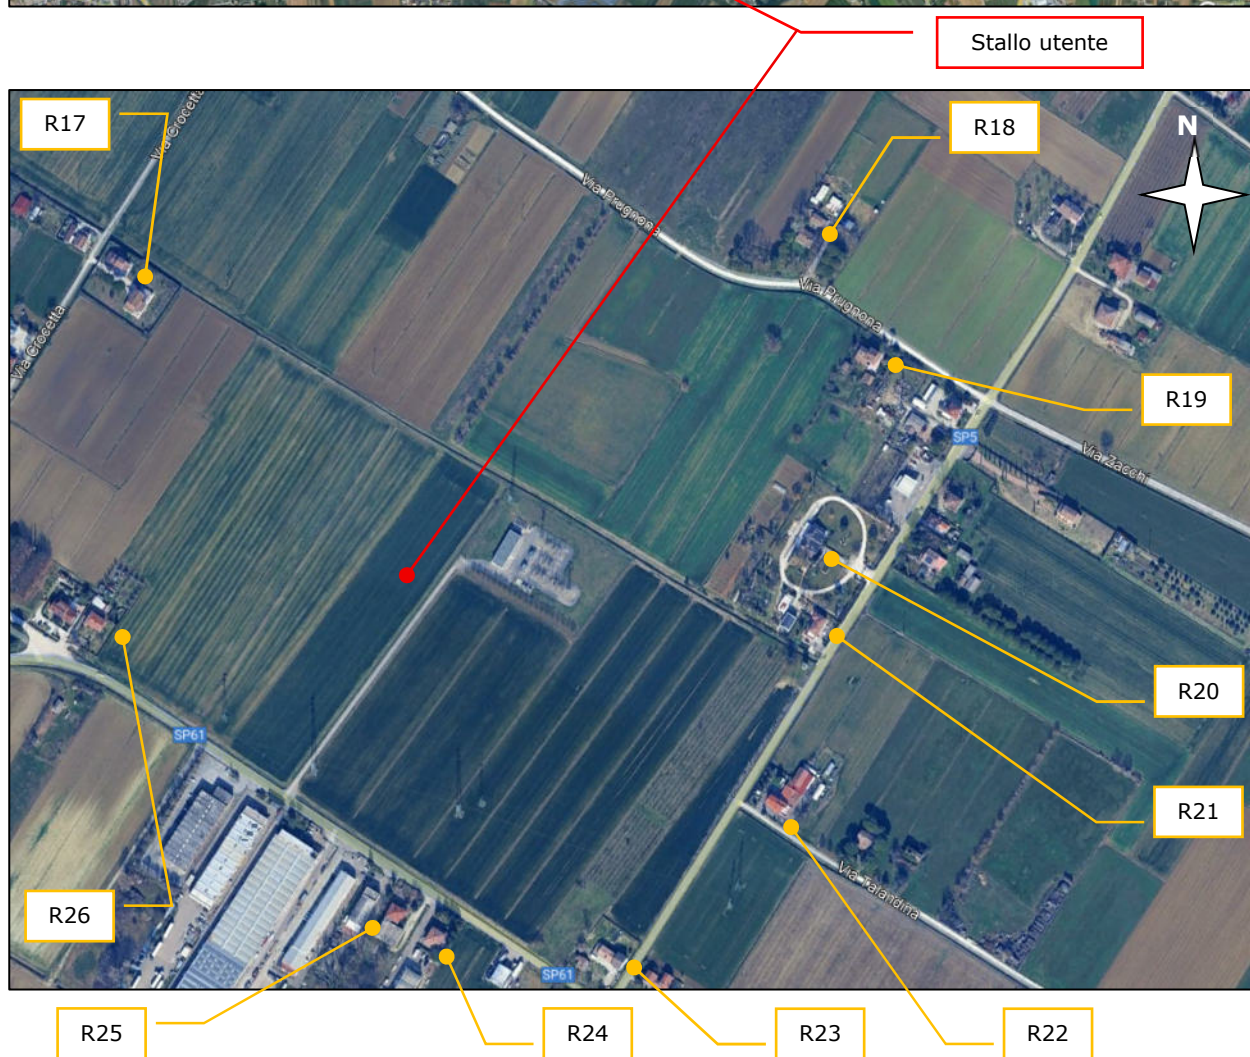 Stallo utente
R17
Via Crocetta
R18
N
Via Prugnona
Via Prugnona
Via Crocetta
R19
SP5
Via Zacchi
R20
SP61
R21
Via Talandina
R26
SP61
R25
R24
R23
R22